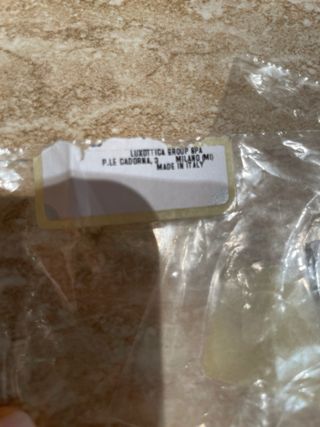 LUXOTTICA GROUP SPA
P.LE CADORNA, 3 MILANO (MI)
MADE IN ITALY